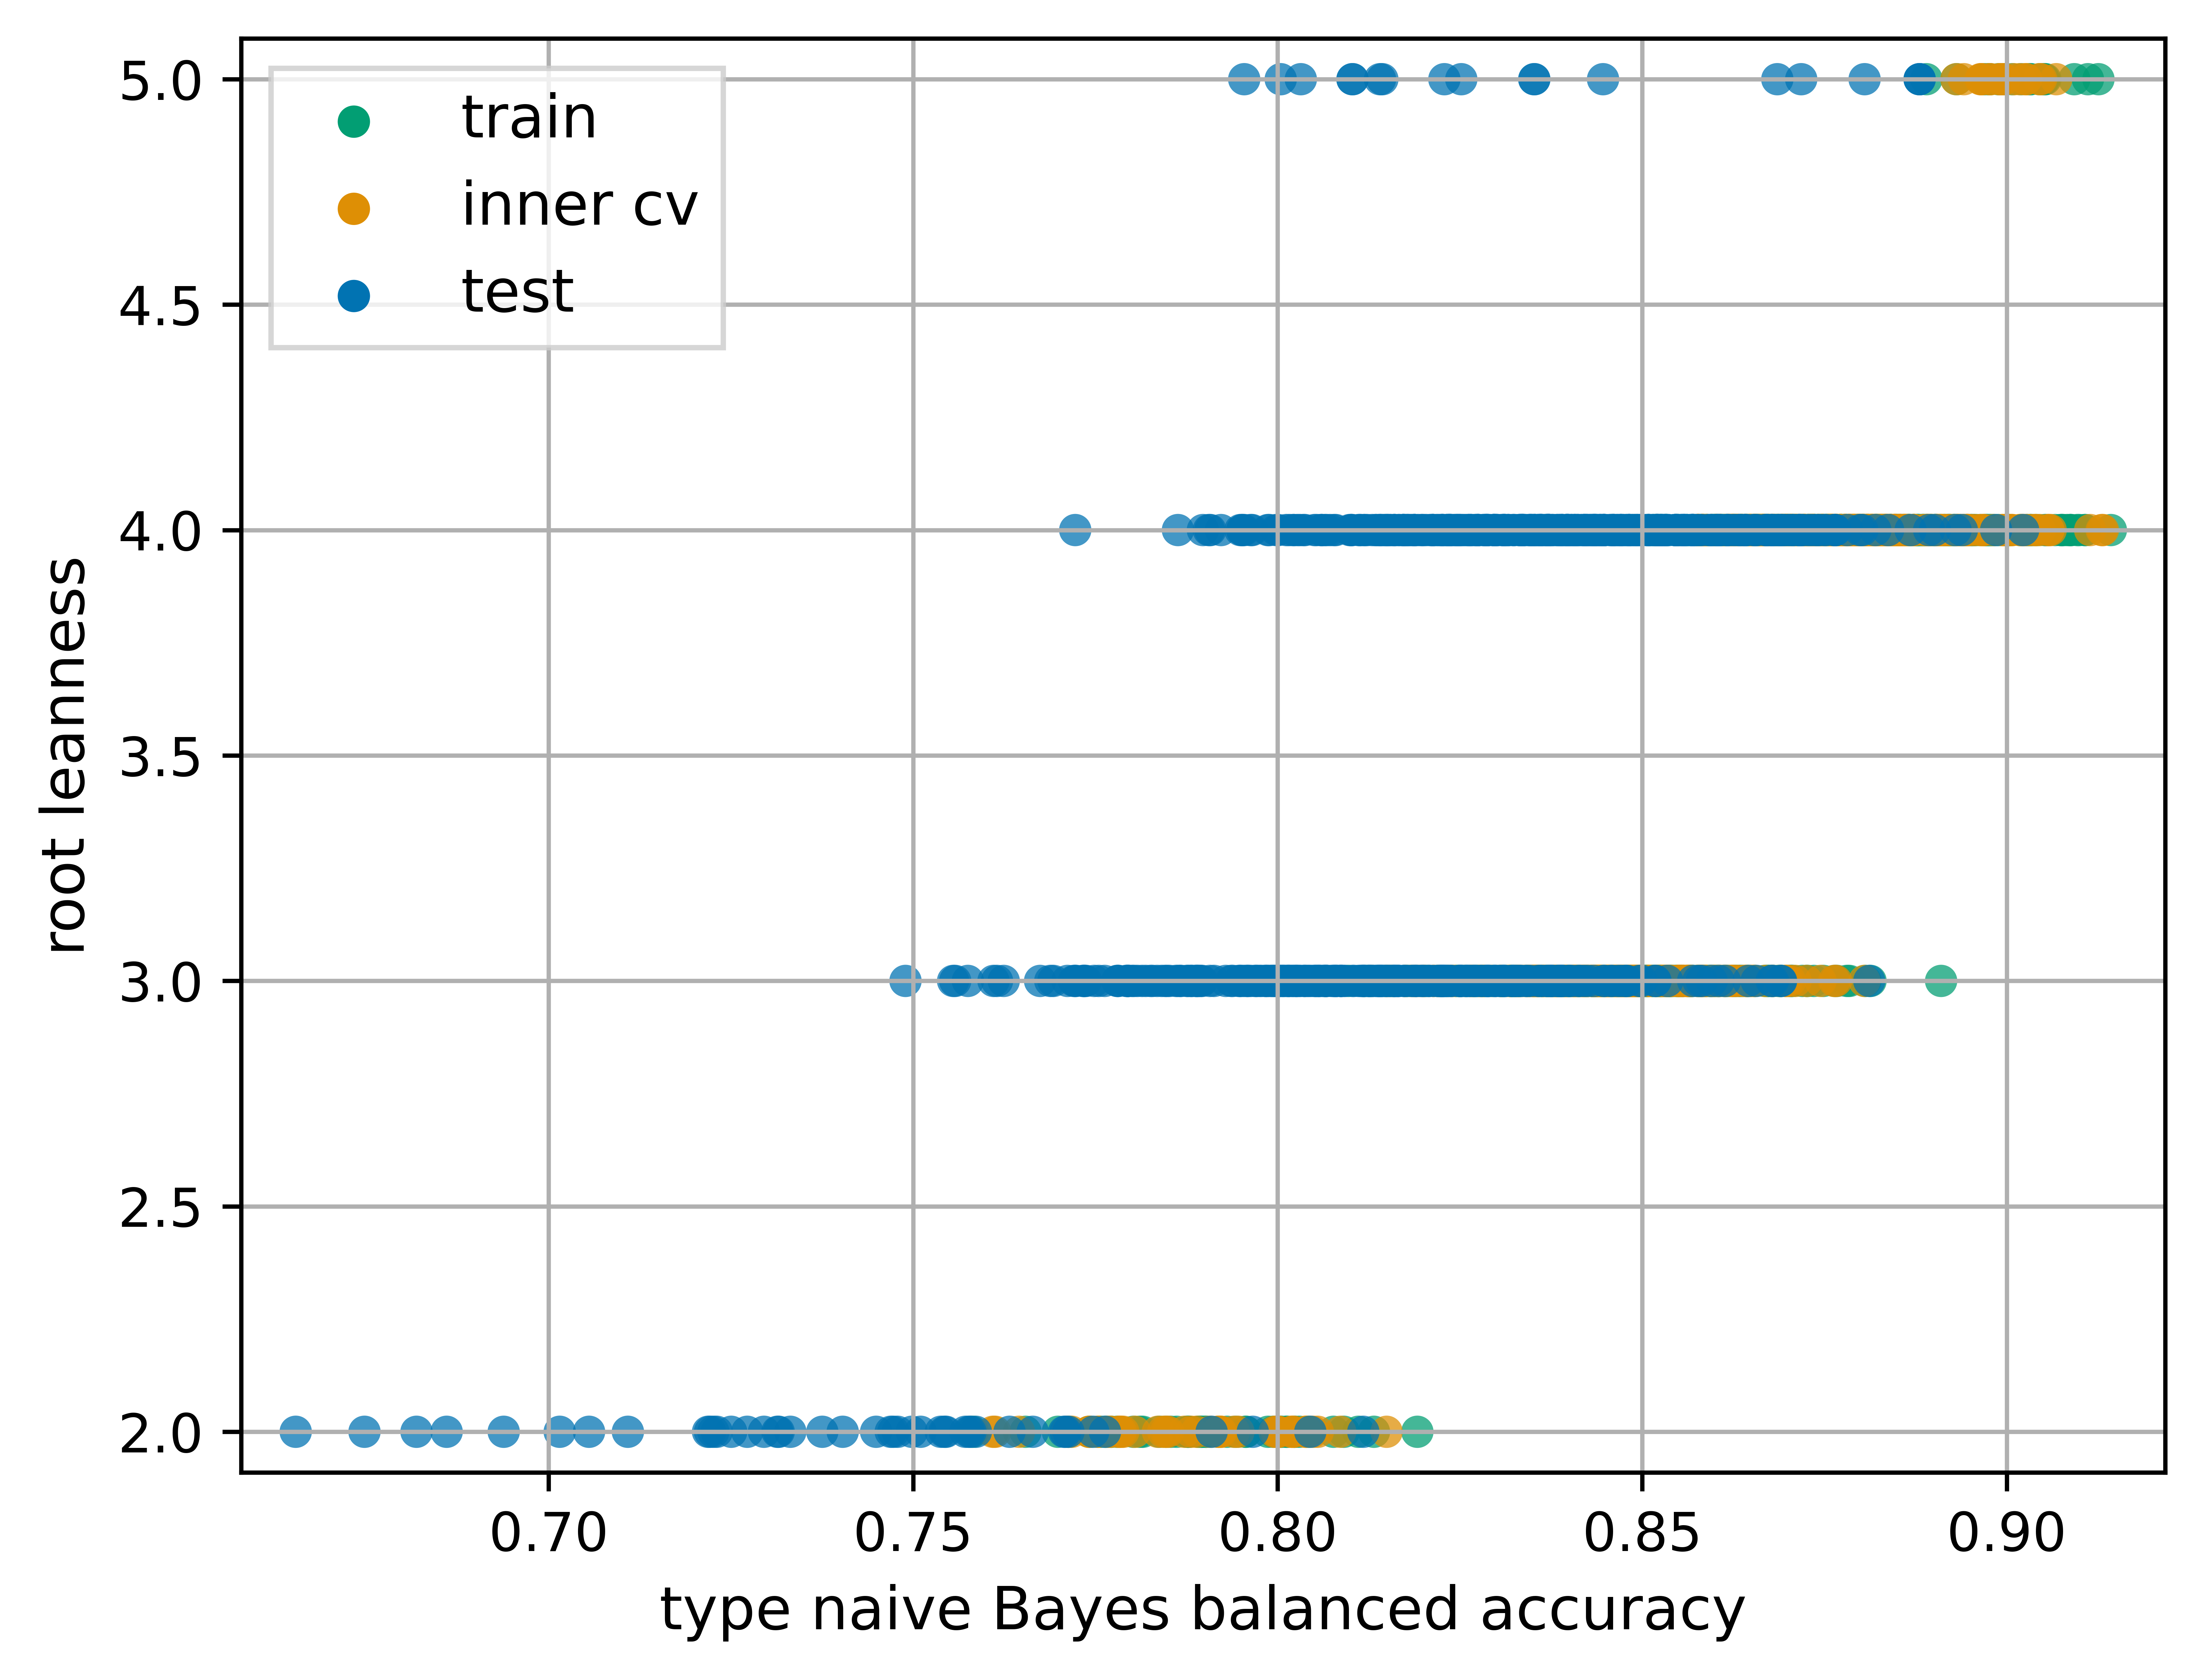 train
inner cv
test
5.0
4.5
4.0
3.5
3.0
2.5
2.0
root leanness
0.70
0.75
0.80
0.85
0.90
type naive Bayes balanced accuracy